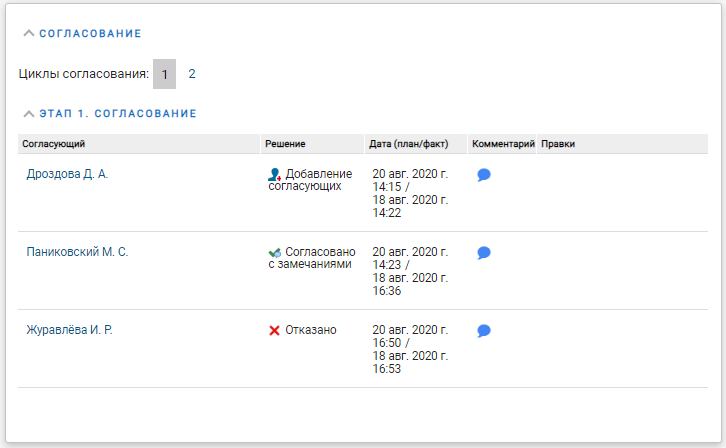 СОГЛАСОВАНИЕ
Циклы согласования: 1 2
ЭТАП 1. СОГЛАСОВАНИЕ
Согласующий Решение Дата (план/факт) Комментарий Правки
Дроздова Д. А. Добавление 20 авг. 2020 г.
согласующих 14:15 /
18 авг. 2020 г.
14:22
Паниковский М. С. Согласовано 20 авг. 2020 г.
с замечаниями 14:23 /
18 авг. 2020 г.
16:36
Журавлёва И. Р. Отказано 20 авг. 2020 г.
16:50 /
18 авг. 2020 г.
16:53